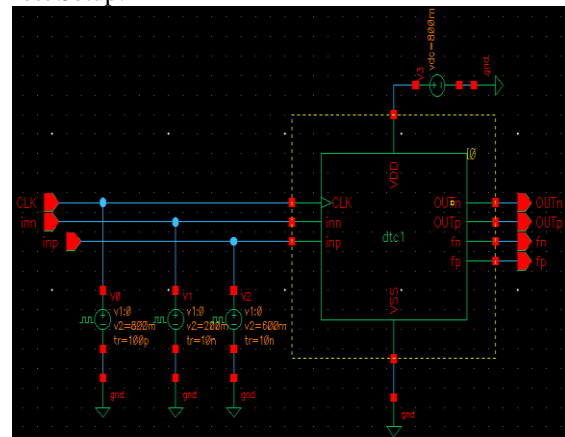 vdc=800m
V3
gnd
VDD
CLK
inn
inp
CLK
inn
inp
dtc1
OUTn
OUTp
fn
fp
OUTn
OUTp
fn
fp
VSS
V0
v1:0
v2=800m
tr=100p
V1
v1:0
v2=200m
tr=10n
V2
v1:0
v2=600m
tr=10n
gnd
gnd
gnd
gnd